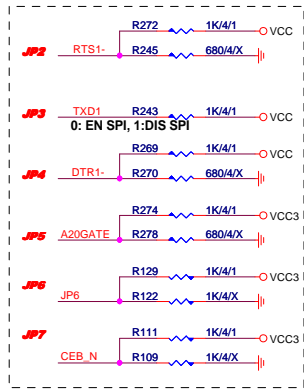 R272 1K/4/1 VCC
JP2 RTS1- R245 680/4/X
JP3 TXD1 R243 1K/4/1 VCC
0: EN SPI, 1:DIS SPI
R269 1K/4/1 VCC
JP4 DTR1- R270 680/4/X
R274 1K/4/1 VCC3
JP5 A20GATE R278 680/4/X
R129 1K/4/1 VCC3
JP6
JP6 R122 1K/4/X
R111 1K/4/1 VCC3
JP7
CEB_N R109 1K/4/X